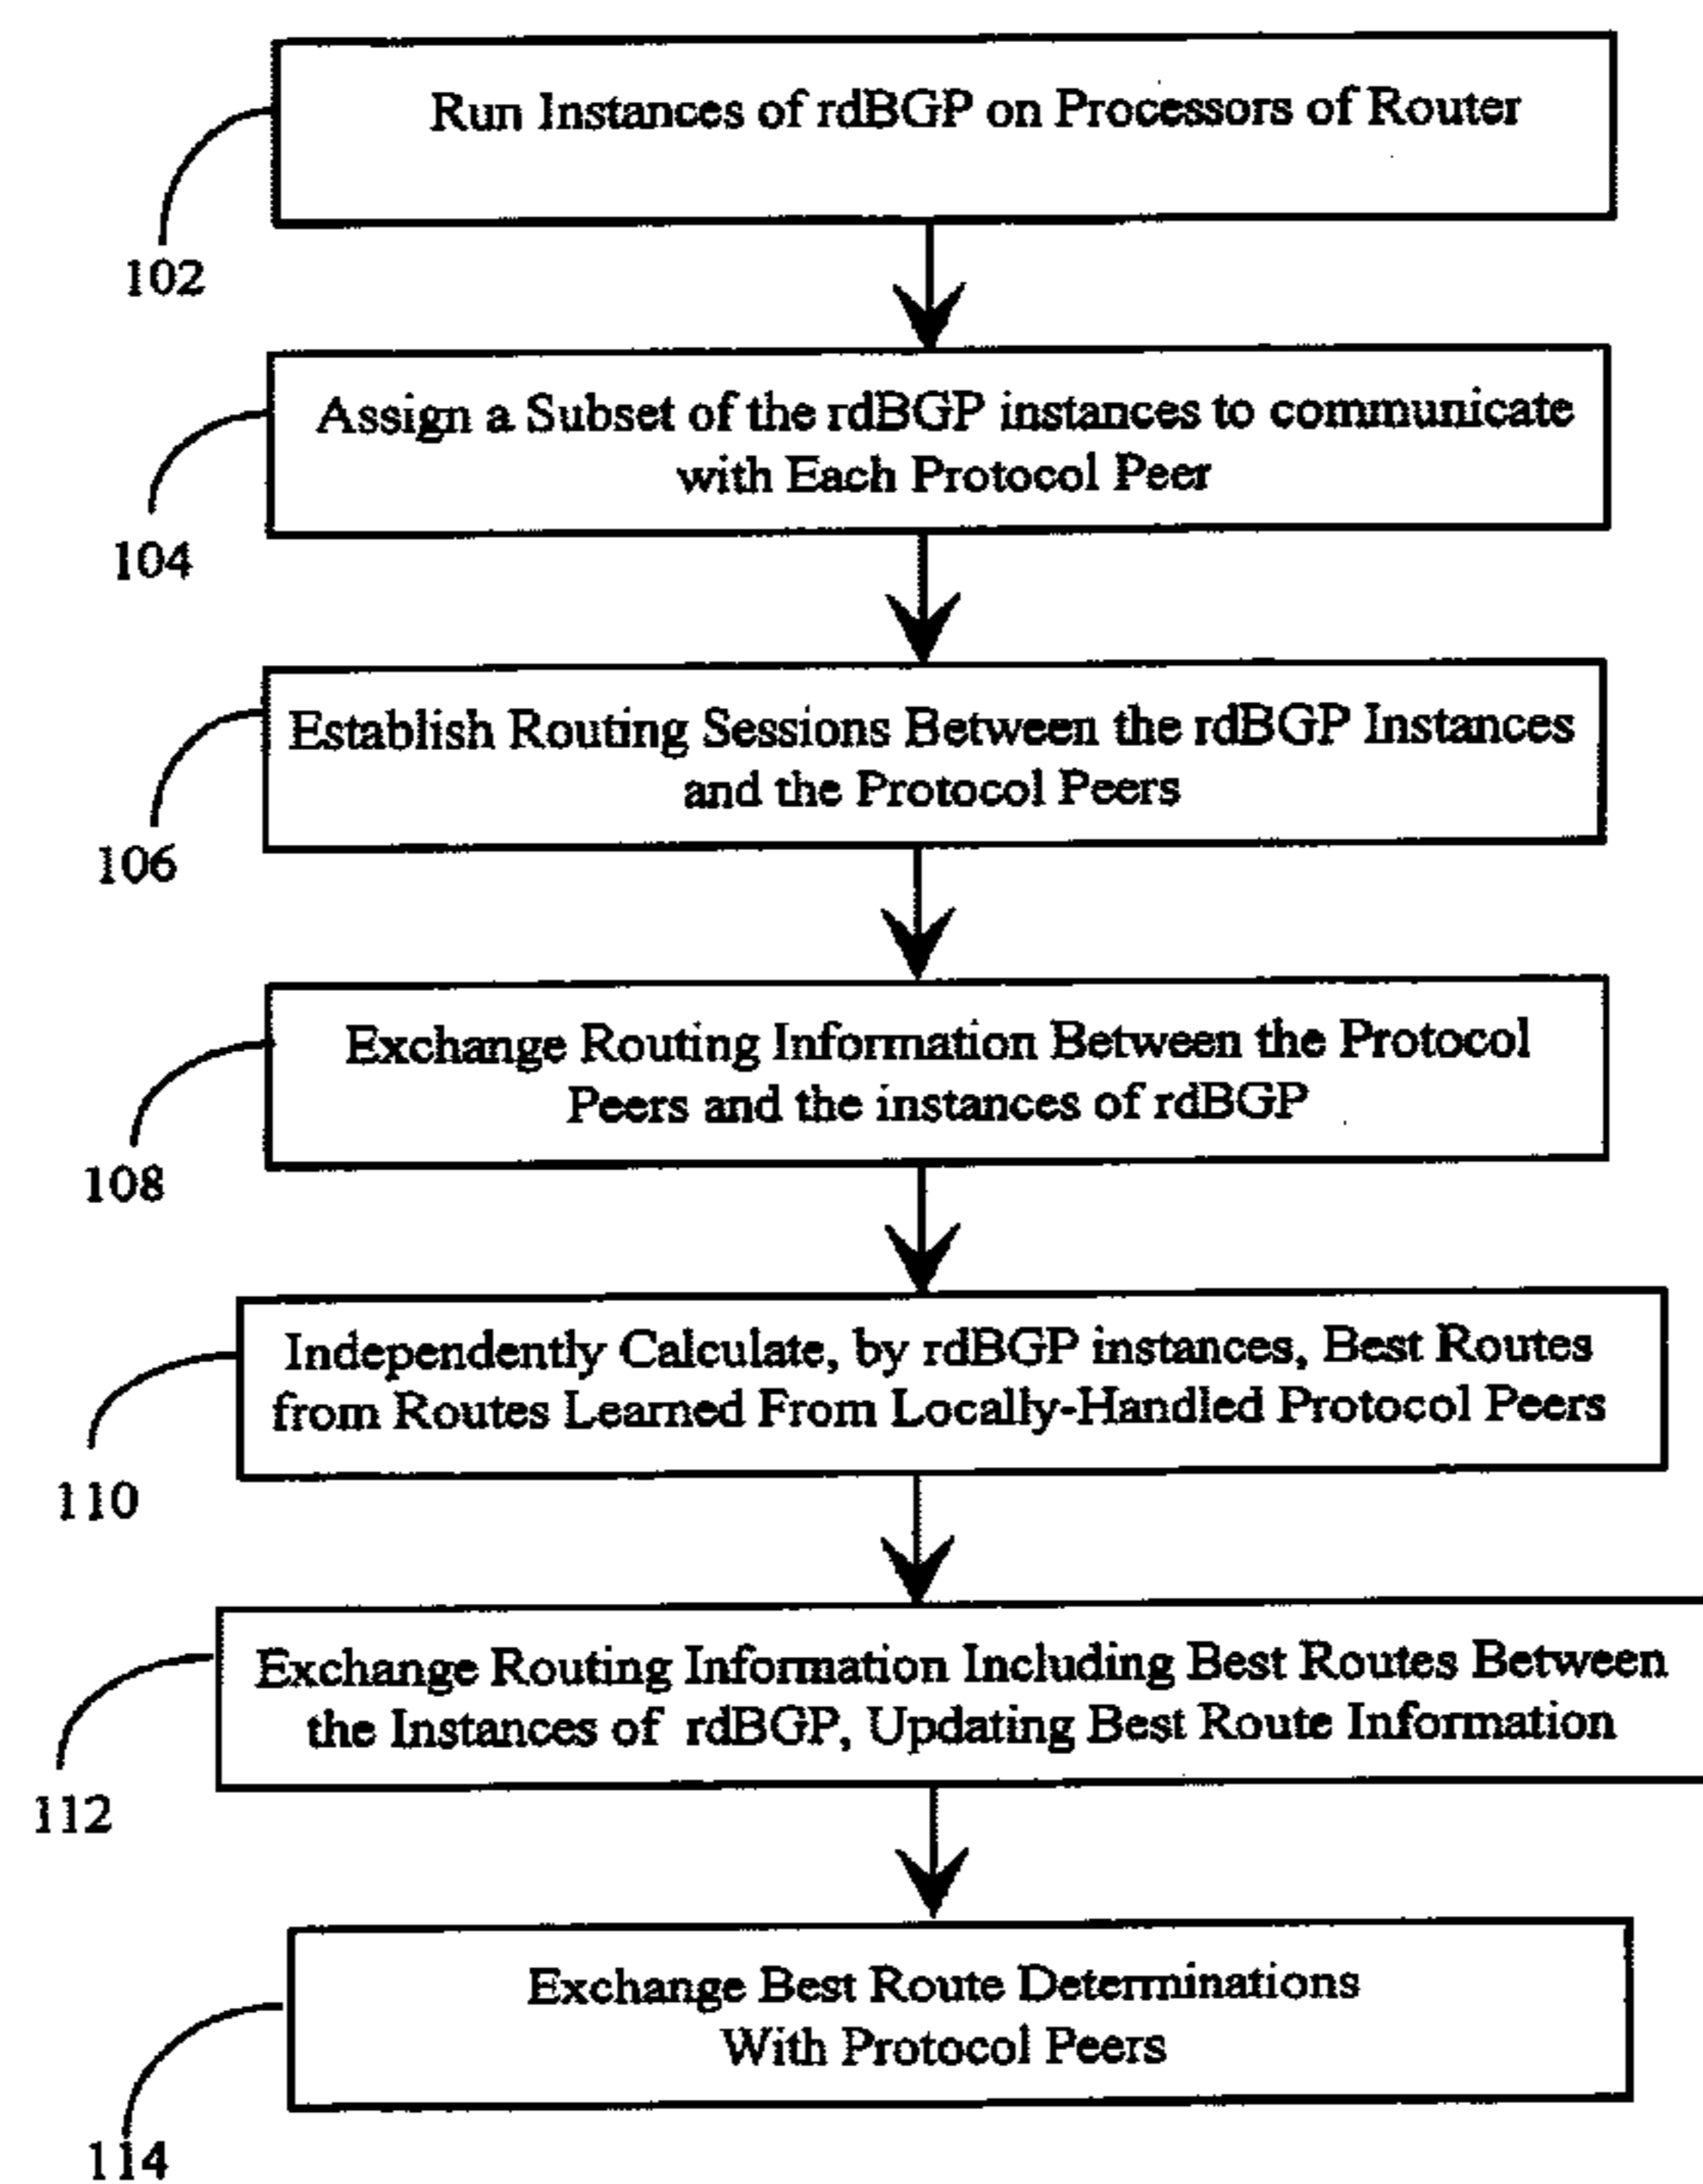 Run Instances of rdBGP on Processors of Router
102
Assign a Subset of the rdBGP instances to communicate
with Each Protocol Peer
104
Establish Routing Sessions Between the rdBGP Instances
and the Protocol Peers
106
Exchange Routing Information Between the Protocol
Peers and the instances of rdBGP
108
Independently Calculate, by rdBGP instances, Best Routes
from Routes Learned From Locally-Handled Protocol Peers
110
Exchange Routing Information Including Best Routes Between
the Instances of rdBGP, Updating Best Route Information
112
Exchange Best Route Determinations
With Protocol Peers
114